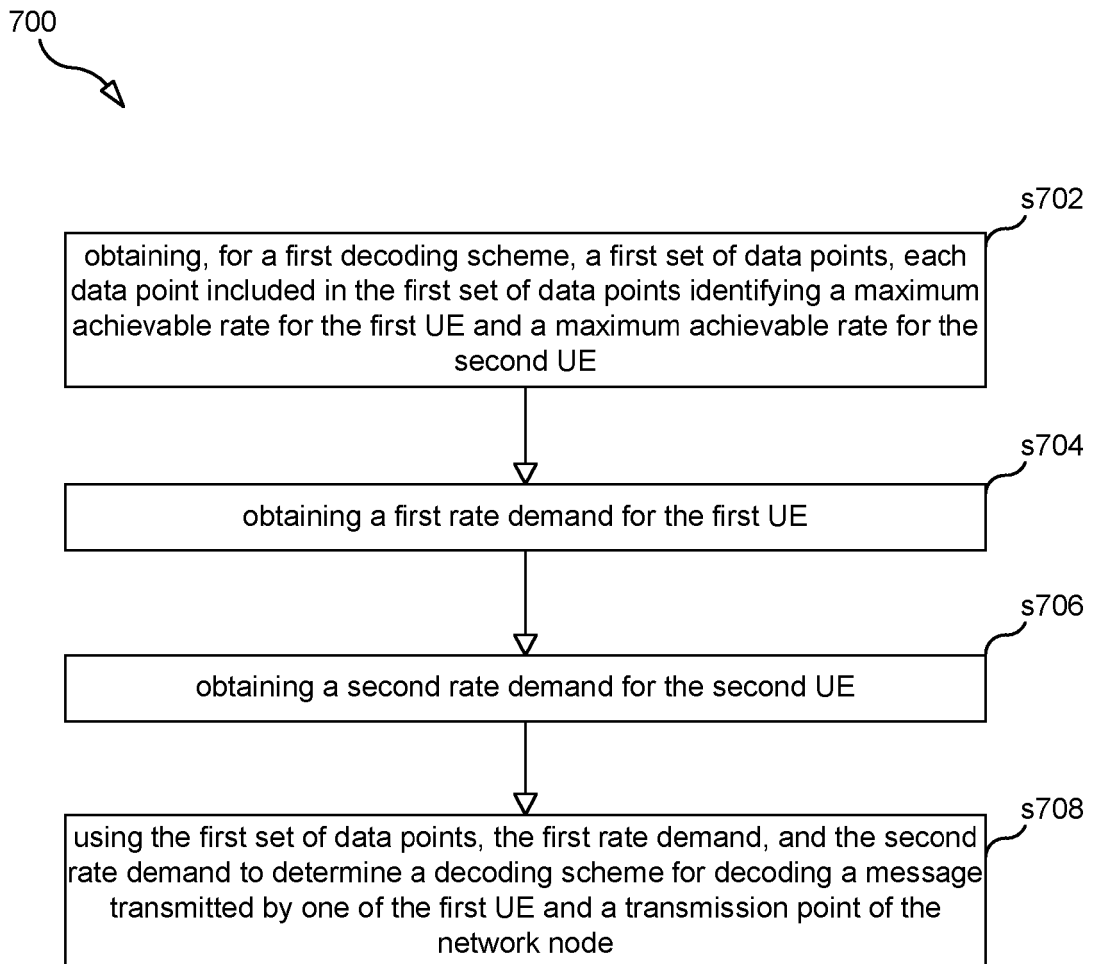 700
s702
obtaining, for a first decoding scheme, a first set of data points, each
data point included in the first set of data points identifying a maximum
achievable rate for the first UE and a maximum achievable rate for the
second UE
s704
obtaining a first rate demand for the first UE
s706
obtaining a second rate demand for the second UE
s708
using the first set of data points, the first rate demand, and the second
rate demand to determine a decoding scheme for decoding a message
transmitted by one of the first UE and a transmission point of the
network node